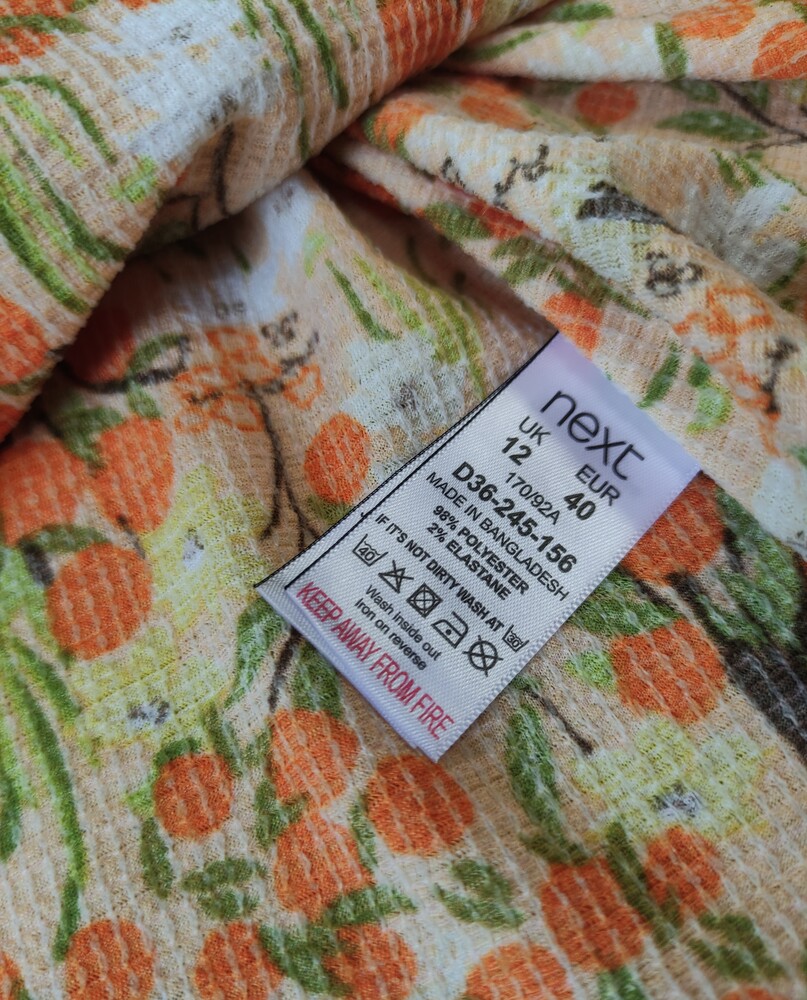 next
UK EUR
12 40
170/92A
D36-245-156
MADE IN BANGLADESH
98% POLYESTER
2% ELASTANE
IF IT'S NOT DIRTY WASH AT 30°
40°
Wash inside out
iron on reverse
KEEP AWAY FROM FIRE